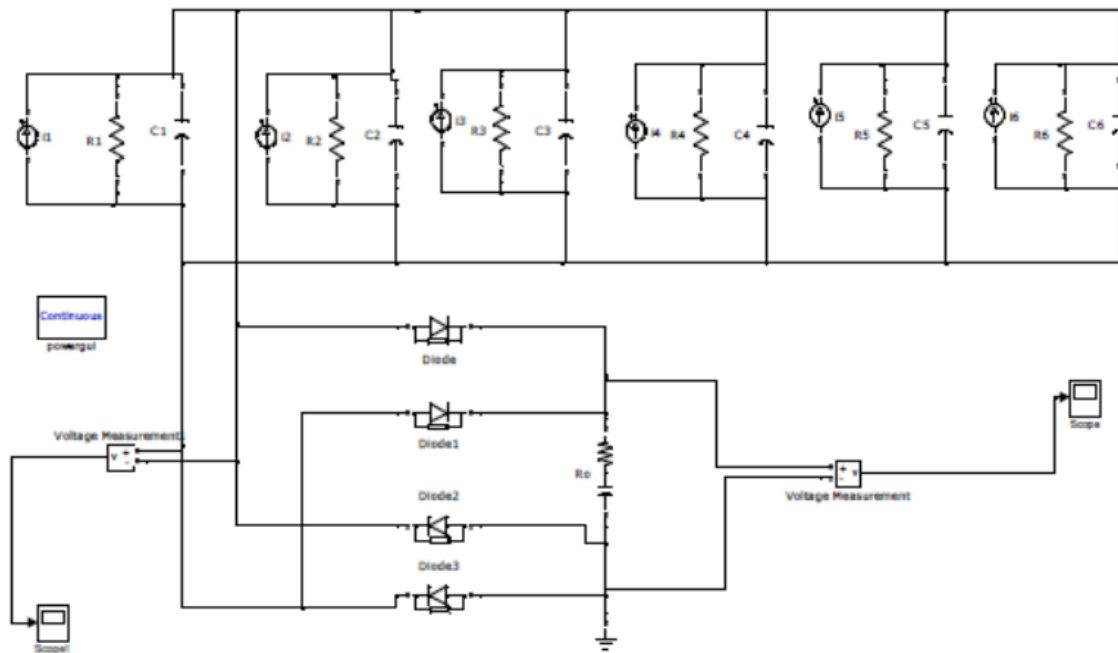 I1
R1
C1
I2
R2
C2
I3
R3
C3
I4
R4
C4
I5
R5
C5
I6
R6
C6
Continuous
powergui
Diode
Diode1
Voltage Measurement1
v
+
-
Ro
Diode2
Diode3
+
-
v
Voltage Measurement
Scope
Scope1